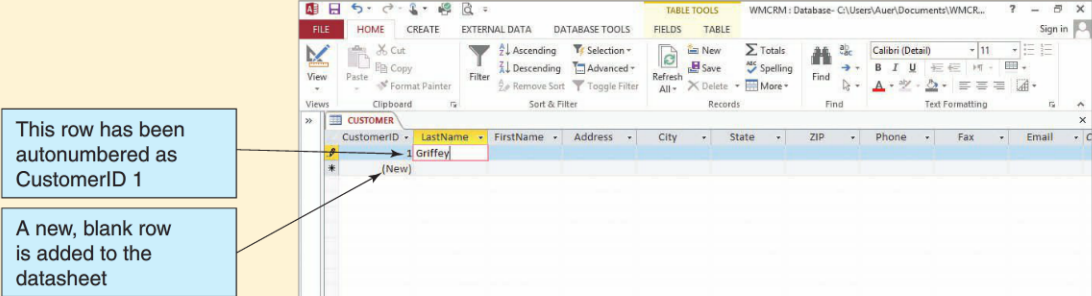 TABLE TOOLS WMCRM : Database- C:\Users\Auer\Documents\WMCR...
Sign in
FILE HOME CREATE EXTERNAL DATA DATABASE TOOLS FIELDS TABLE
View
Views
Paste
Cut
Copy
Format Painter
Clipboard
Filter
Ascending
Descending
Remove Sort
Selection
Advanced
Toggle Filter
Sort & Filter
Refresh
All
New
Save
Delete
Totals
Spelling
More
Records
Find
Find
Calibri (Detail) 11
B I U
Text Formatting
CUSTOMER
CustomerID LastName FirstName Address City State ZIP Phone Fax Email
1 Griffey
(New)
This row has been
autonumbered as
CustomerID 1
A new, blank row
is added to the
datasheet